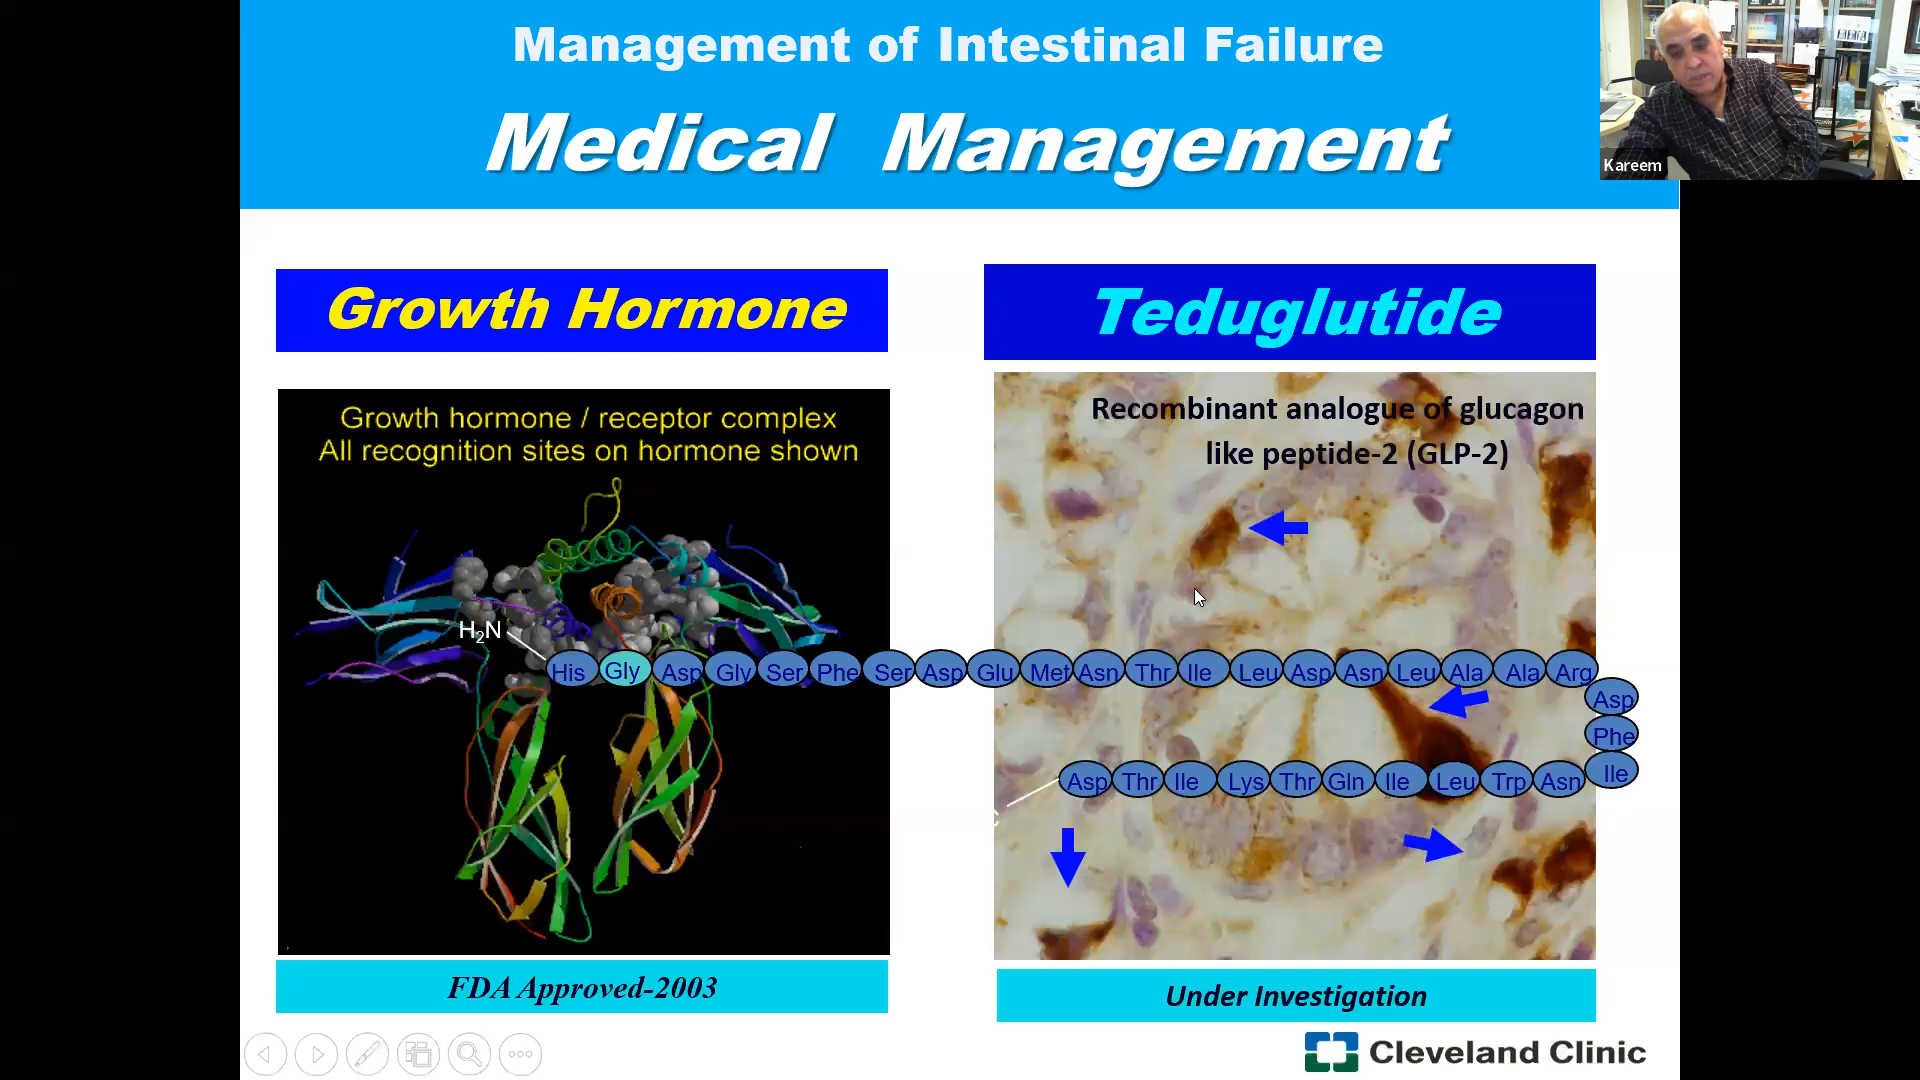 Management of Intestinal Failure
Medical Management
Kareem
Growth Hormone
Teduglutide
Growth hormone / receptor complex
All recognition sites on hormone shown
Recombinant analogue of glucagon
like peptide-2 (GLP-2)
H₂N
His Gly Asp Gly Ser Phe Ser Asp Glu Met Asn Thr Ile Leu Asp Asn Leu Ala Ala Arg
Asp
Phe
Ile
Asp Thr Ile Lys Thr Gln Ile Leu Trp Asn
FDA Approved-2003
Under Investigation
Cleveland Clinic